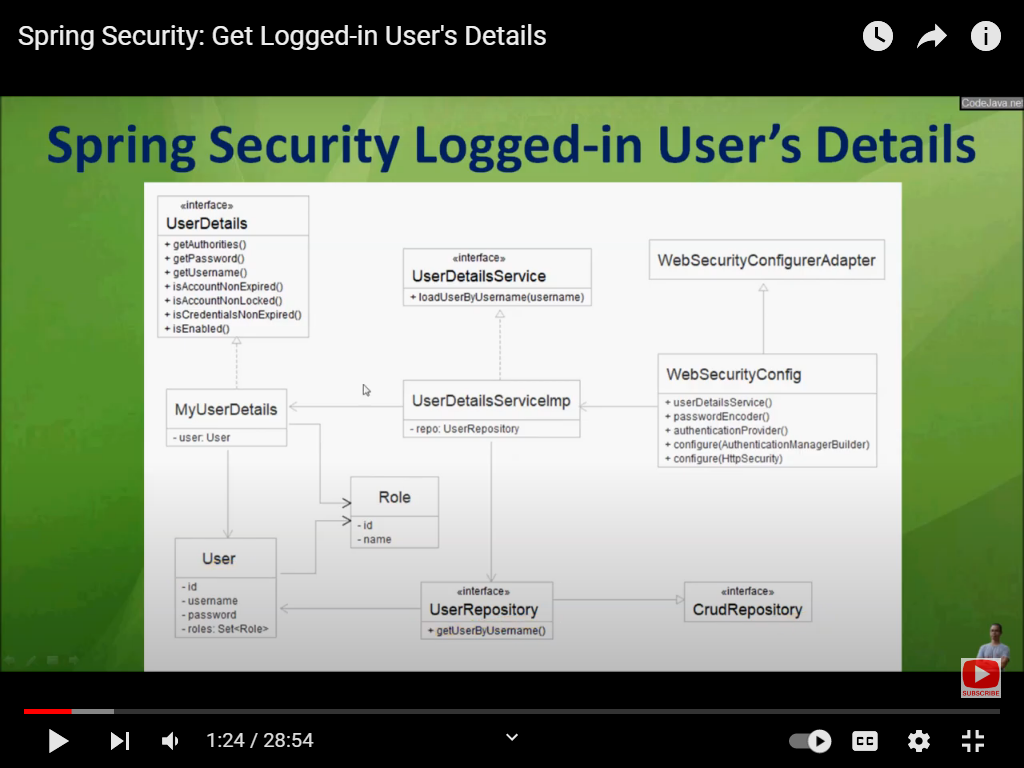 Spring Security: Get Logged-in User's Details
CodeJava.net
Spring Security Logged-in User’s Details
«interface»
UserDetails
+ getAuthorities()
+ getPassword()
+ getUsername()
+ isAccountNonExpired()
+ isAccountNonLocked()
+ isCredentialsNonExpired()
+ isEnabled()
«interface»
UserDetailsService
+ loadUserByUsername(username)
WebSecurityConfigurerAdapter
MyUserDetails
- user: User
UserDetailsServiceImp
- repo: UserRepository
WebSecurityConfig
+ userDetailsService()
+ passwordEncoder()
+ authenticationProvider()
+ configure(AuthenticationManagerBuilder)
+ configure(HttpSecurity)
Role
- id
- name
User
- id
- username
- password
- roles: Set<Role>
«interface»
UserRepository
+ getUserByUsername()
«interface»
CrudRepository
SUBSCRIBE
1:24 / 28:54
CC